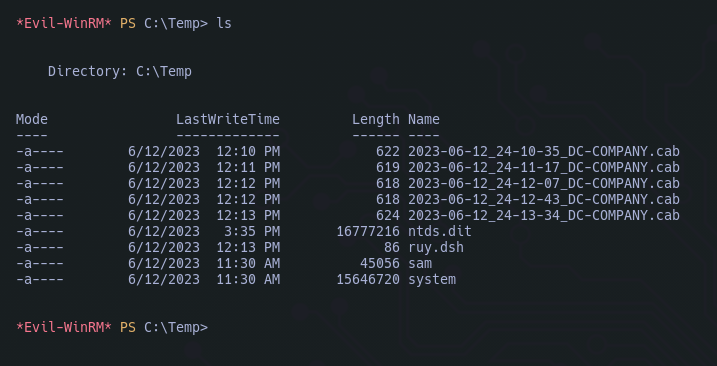 *Evil-WinRM* PS C:\Temp> ls
Directory: C:\Temp
Mode LastWriteTime Length Name
---- ------------- ------ ----
-a---- 6/12/2023 12:10 PM 622 2023-06-12_24-10-35_DC-COMPANY.cab
-a---- 6/12/2023 12:11 PM 619 2023-06-12_24-11-17_DC-COMPANY.cab
-a---- 6/12/2023 12:12 PM 618 2023-06-12_24-12-07_DC-COMPANY.cab
-a---- 6/12/2023 12:12 PM 618 2023-06-12_24-12-43_DC-COMPANY.cab
-a---- 6/12/2023 12:13 PM 624 2023-06-12_24-13-34_DC-COMPANY.cab
-a---- 6/12/2023 3:35 PM 16777216 ntds.dit
-a---- 6/12/2023 12:13 PM 86 ruy.dsh
-a---- 6/12/2023 11:30 AM 45056 sam
-a---- 6/12/2023 11:30 AM 15646720 system
*Evil-WinRM* PS C:\Temp>